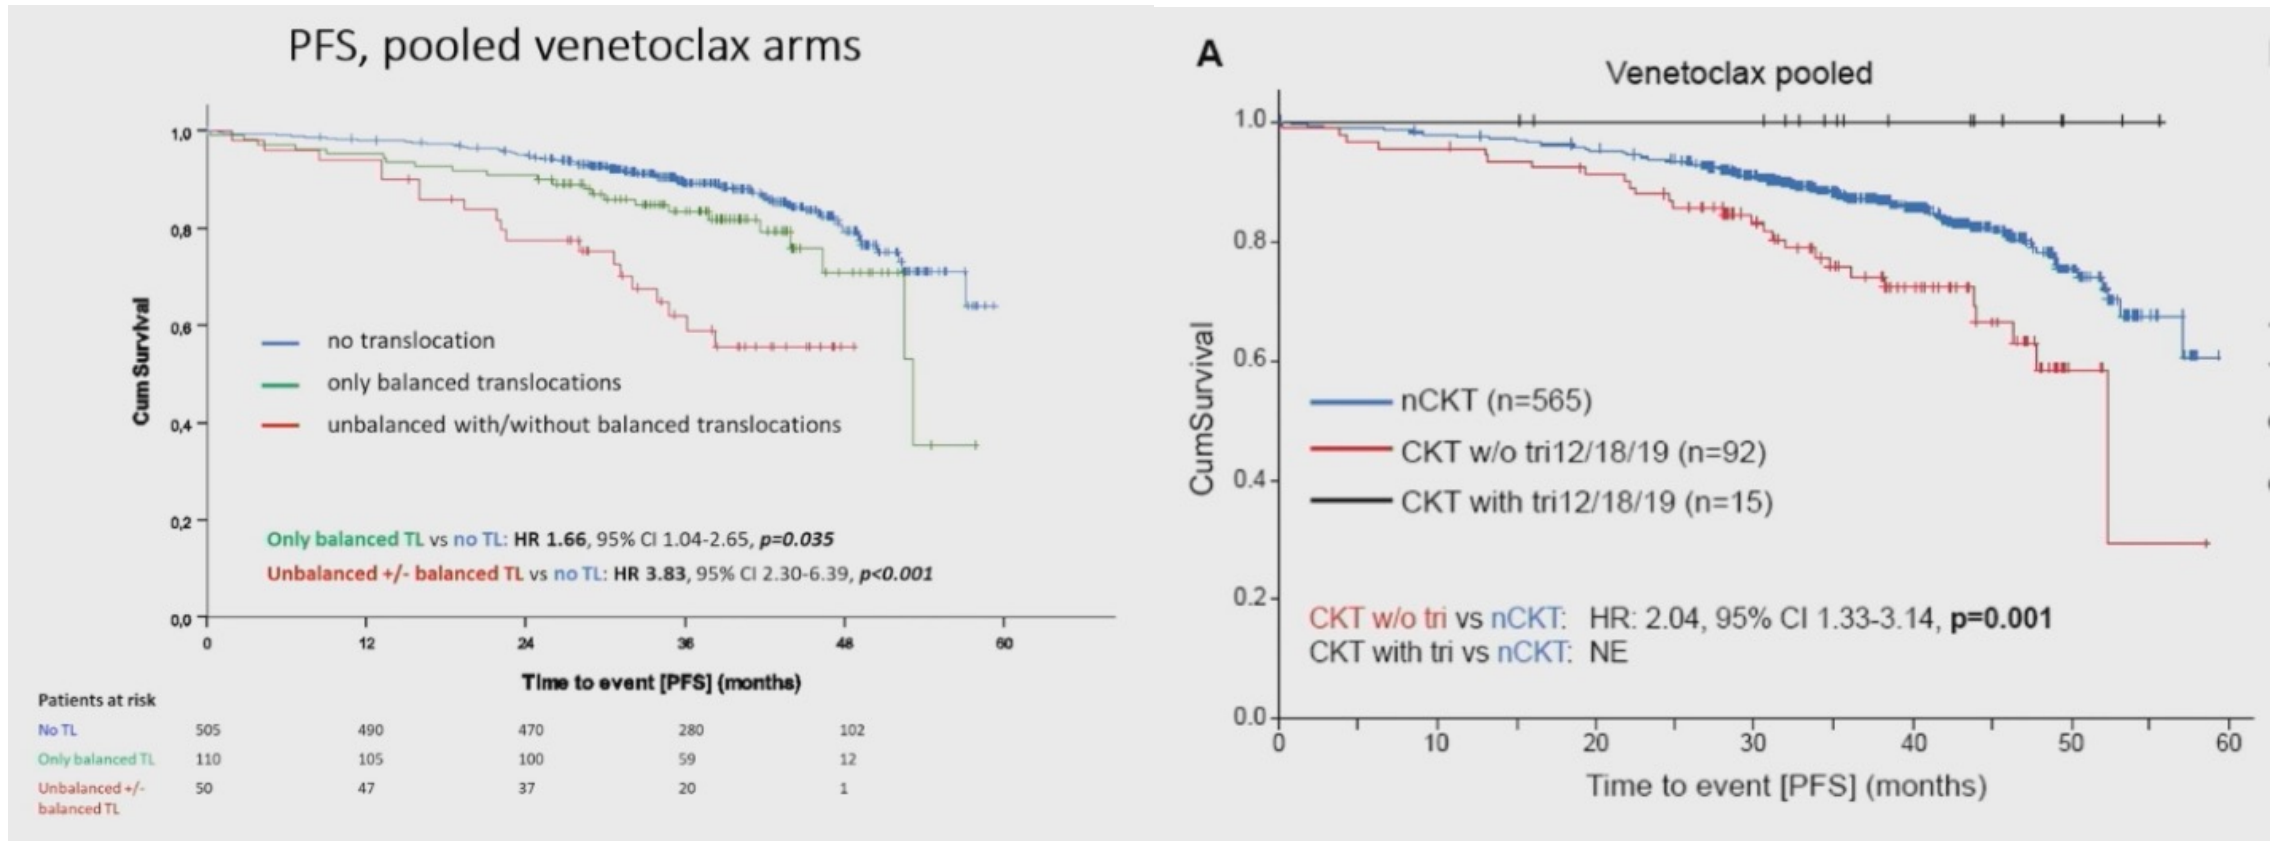 PFS, pooled venetoclax arms
1,0
0,8
0,6
0,4
0,2
0,0
Cum Survival
no translocation
only balanced translocations
unbalanced with/without balanced translocations
Only balanced TL vs no TL: HR 1.66, 95% CI 1.04-2.65, p=0.035
Unbalanced +/- balanced TL vs no TL: HR 3.83, 95% CI 2.30-6.39, p<0.001
0 12 24 36 48 60
Time to event [PFS] (months)
Patients at risk
No TL 505 490 470 280 102
Only balanced TL 110 105 100 59 12
Unbalanced +/- 50 47 37 20 1
balanced TL
A
Venetoclax pooled
1.0
0.8
0.6
0.4
0.2
0.0
CumSurvival
nCKT (n=565)
CKT w/o tri12/18/19 (n=92)
CKT with tri12/18/19 (n=15)
CKT w/o tri vs nCKT: HR: 2.04, 95% CI 1.33-3.14, p=0.001
CKT with tri vs nCKT: NE
0 10 20 30 40 50 60
Time to event [PFS] (months)